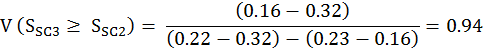 V (S_SC3 ≥ S_SC2) = (0.16 − 0.32) / ((0.22 − 0.32) − (0.23 − 0.16)) = 0.94